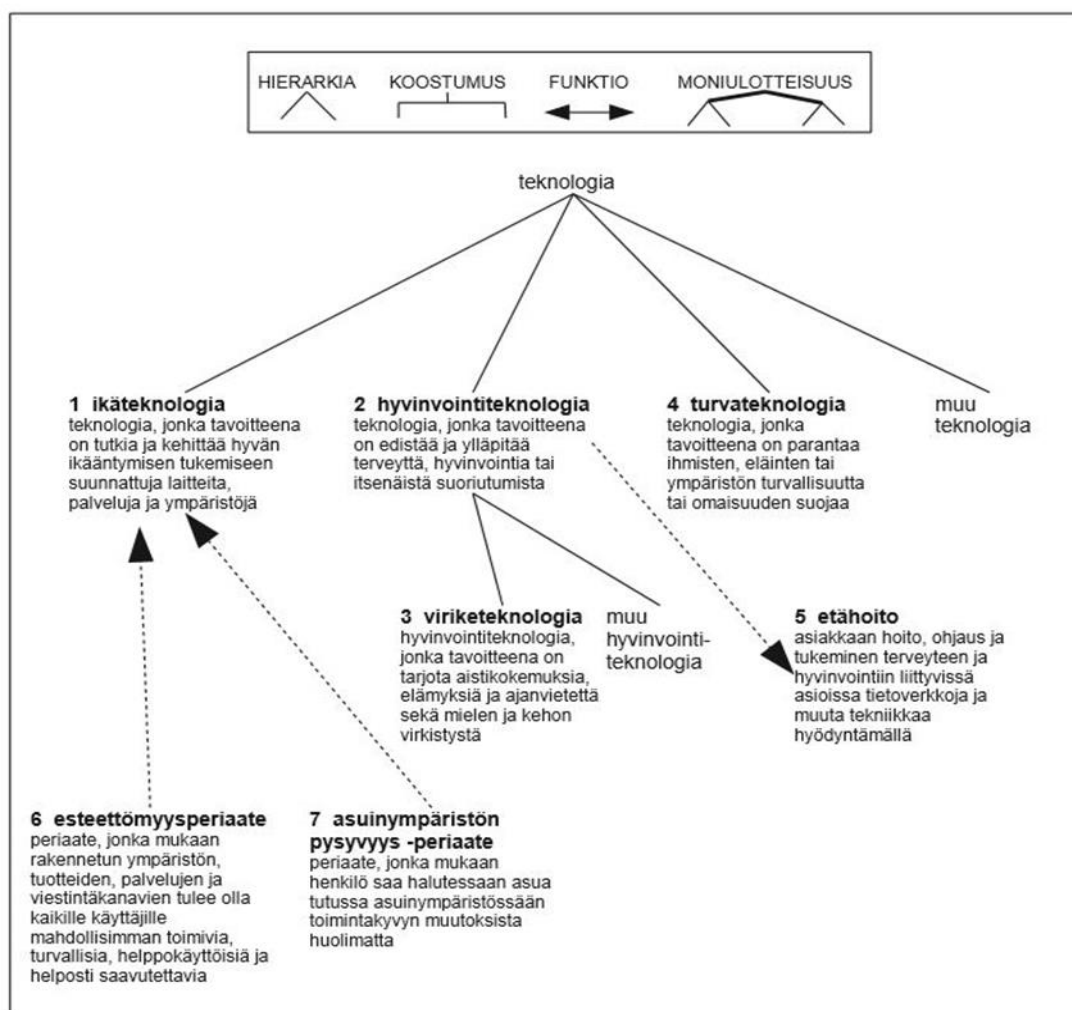 HIERARKIA KOOSTUMUS FUNKTIO MONIULOTTEISUUS
teknologia
1 ikäteknologia
teknologia, jonka tavoitteena
on tutkia ja kehittää hyvän
ikääntymisen tukemiseen
suunnattuja laitteita,
palveluja ja ympäristöjä
2 hyvinvointiteknologia
teknologia, jonka tavoitteena
on edistää ja ylläpitää
terveyttä, hyvinvointia tai
itsenäistä suoriutumista
4 turvateknologia
teknologia, jonka
tavoitteena on parantaa
ihmisten, eläinten tai
ympäristön turvallisuutta
tai omaisuuden suojaa
muu
teknologia
3 viriketeknologia
hyvinvointiteknologia,
jonka tavoitteena on
tarjota aistikokemuksia,
elämyksiä ja ajanvietettä
sekä mielen ja kehon
virkistystä
muu
hyvinvointi-
teknologia
5 etähoito
asiakkaan hoito, ohjaus ja
tukeminen terveyteen ja
hyvinvointiin liittyvissä
asioissa tietoverkkoja ja
muuta tekniikkaa
hyödyntämällä
6 esteettömyysperiaate
periaate, jonka mukaan
rakennetun ympäristön,
tuotteiden, palvelujen ja
viestintäkanavien tulee olla
kaikille käyttäjille
mahdollisimman toimivia,
turvallisia, helppokäyttöisiä ja
helposti saavutettavia
7 asuinympäristön
pysyvyys -periaate
periaate, jonka mukaan
henkilö saa halutessaan asua
tutussa asuinympäristössään
toimintakyvyn muutoksista
huolimatta